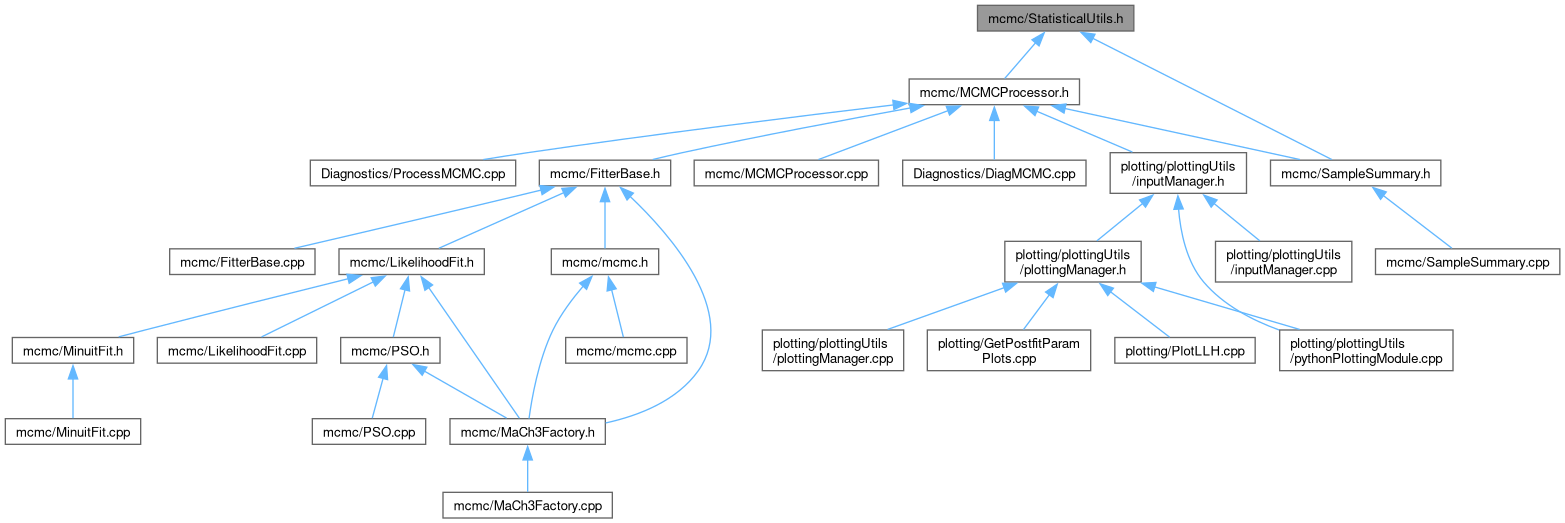 mcmc/StatisticalUtils.h
mcmc/MCMCProcessor.h
Diagnostics/ProcessMCMC.cpp
mcmc/FitterBase.h
mcmc/MCMCProcessor.cpp
Diagnostics/DiagMCMC.cpp
plotting/plottingUtils
/inputManager.h
mcmc/SampleSummary.h
mcmc/FitterBase.cpp
mcmc/LikelihoodFit.h
mcmc/mcmc.h
plotting/plottingUtils
/plottingManager.h
plotting/plottingUtils
/inputManager.cpp
mcmc/SampleSummary.cpp
mcmc/MinuitFit.h
mcmc/LikelihoodFit.cpp
mcmc/PSO.h
mcmc/mcmc.cpp
plotting/plottingUtils
/plottingManager.cpp
plotting/GetPostfitParam
Plots.cpp
plotting/PlotLLH.cpp
plotting/plottingUtils
/pythonPlottingModule.cpp
mcmc/MinuitFit.cpp
mcmc/PSO.cpp
mcmc/MaCh3Factory.h
mcmc/MaCh3Factory.cpp